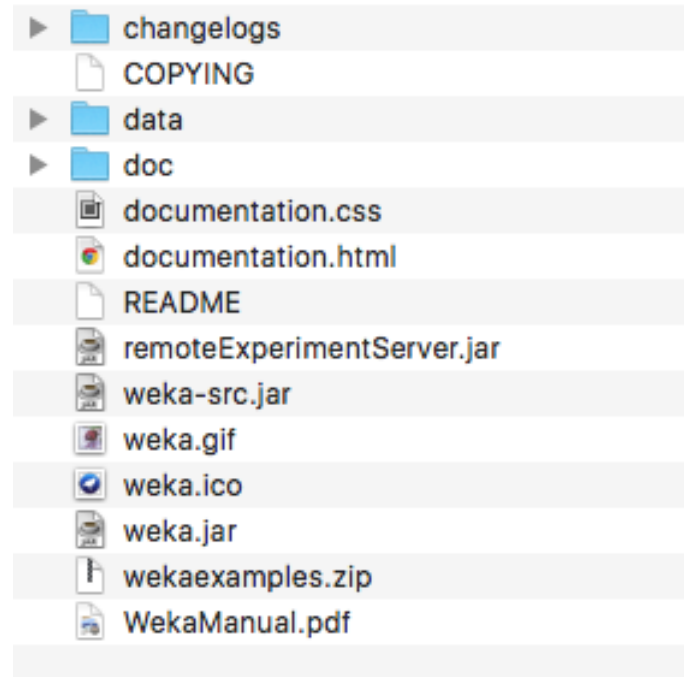 changelogs
COPYING
data
doc
documentation.css
documentation.html
README
remoteExperimentServer.jar
weka-src.jar
weka.gif
weka.ico
weka.jar
wekaexamples.zip
WekaManual.pdf